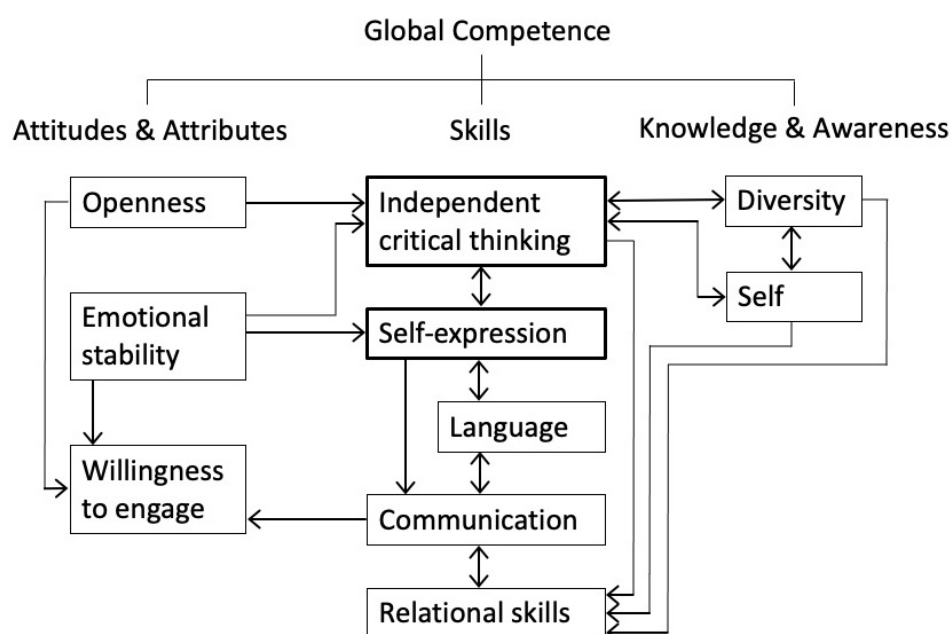 Global Competence
Attitudes & Attributes
Skills
Knowledge & Awareness
Openness
Independent
critical thinking
Diversity
Self
Emotional
stability
Self-expression
Language
Willingness
to engage
Communication
Relational skills